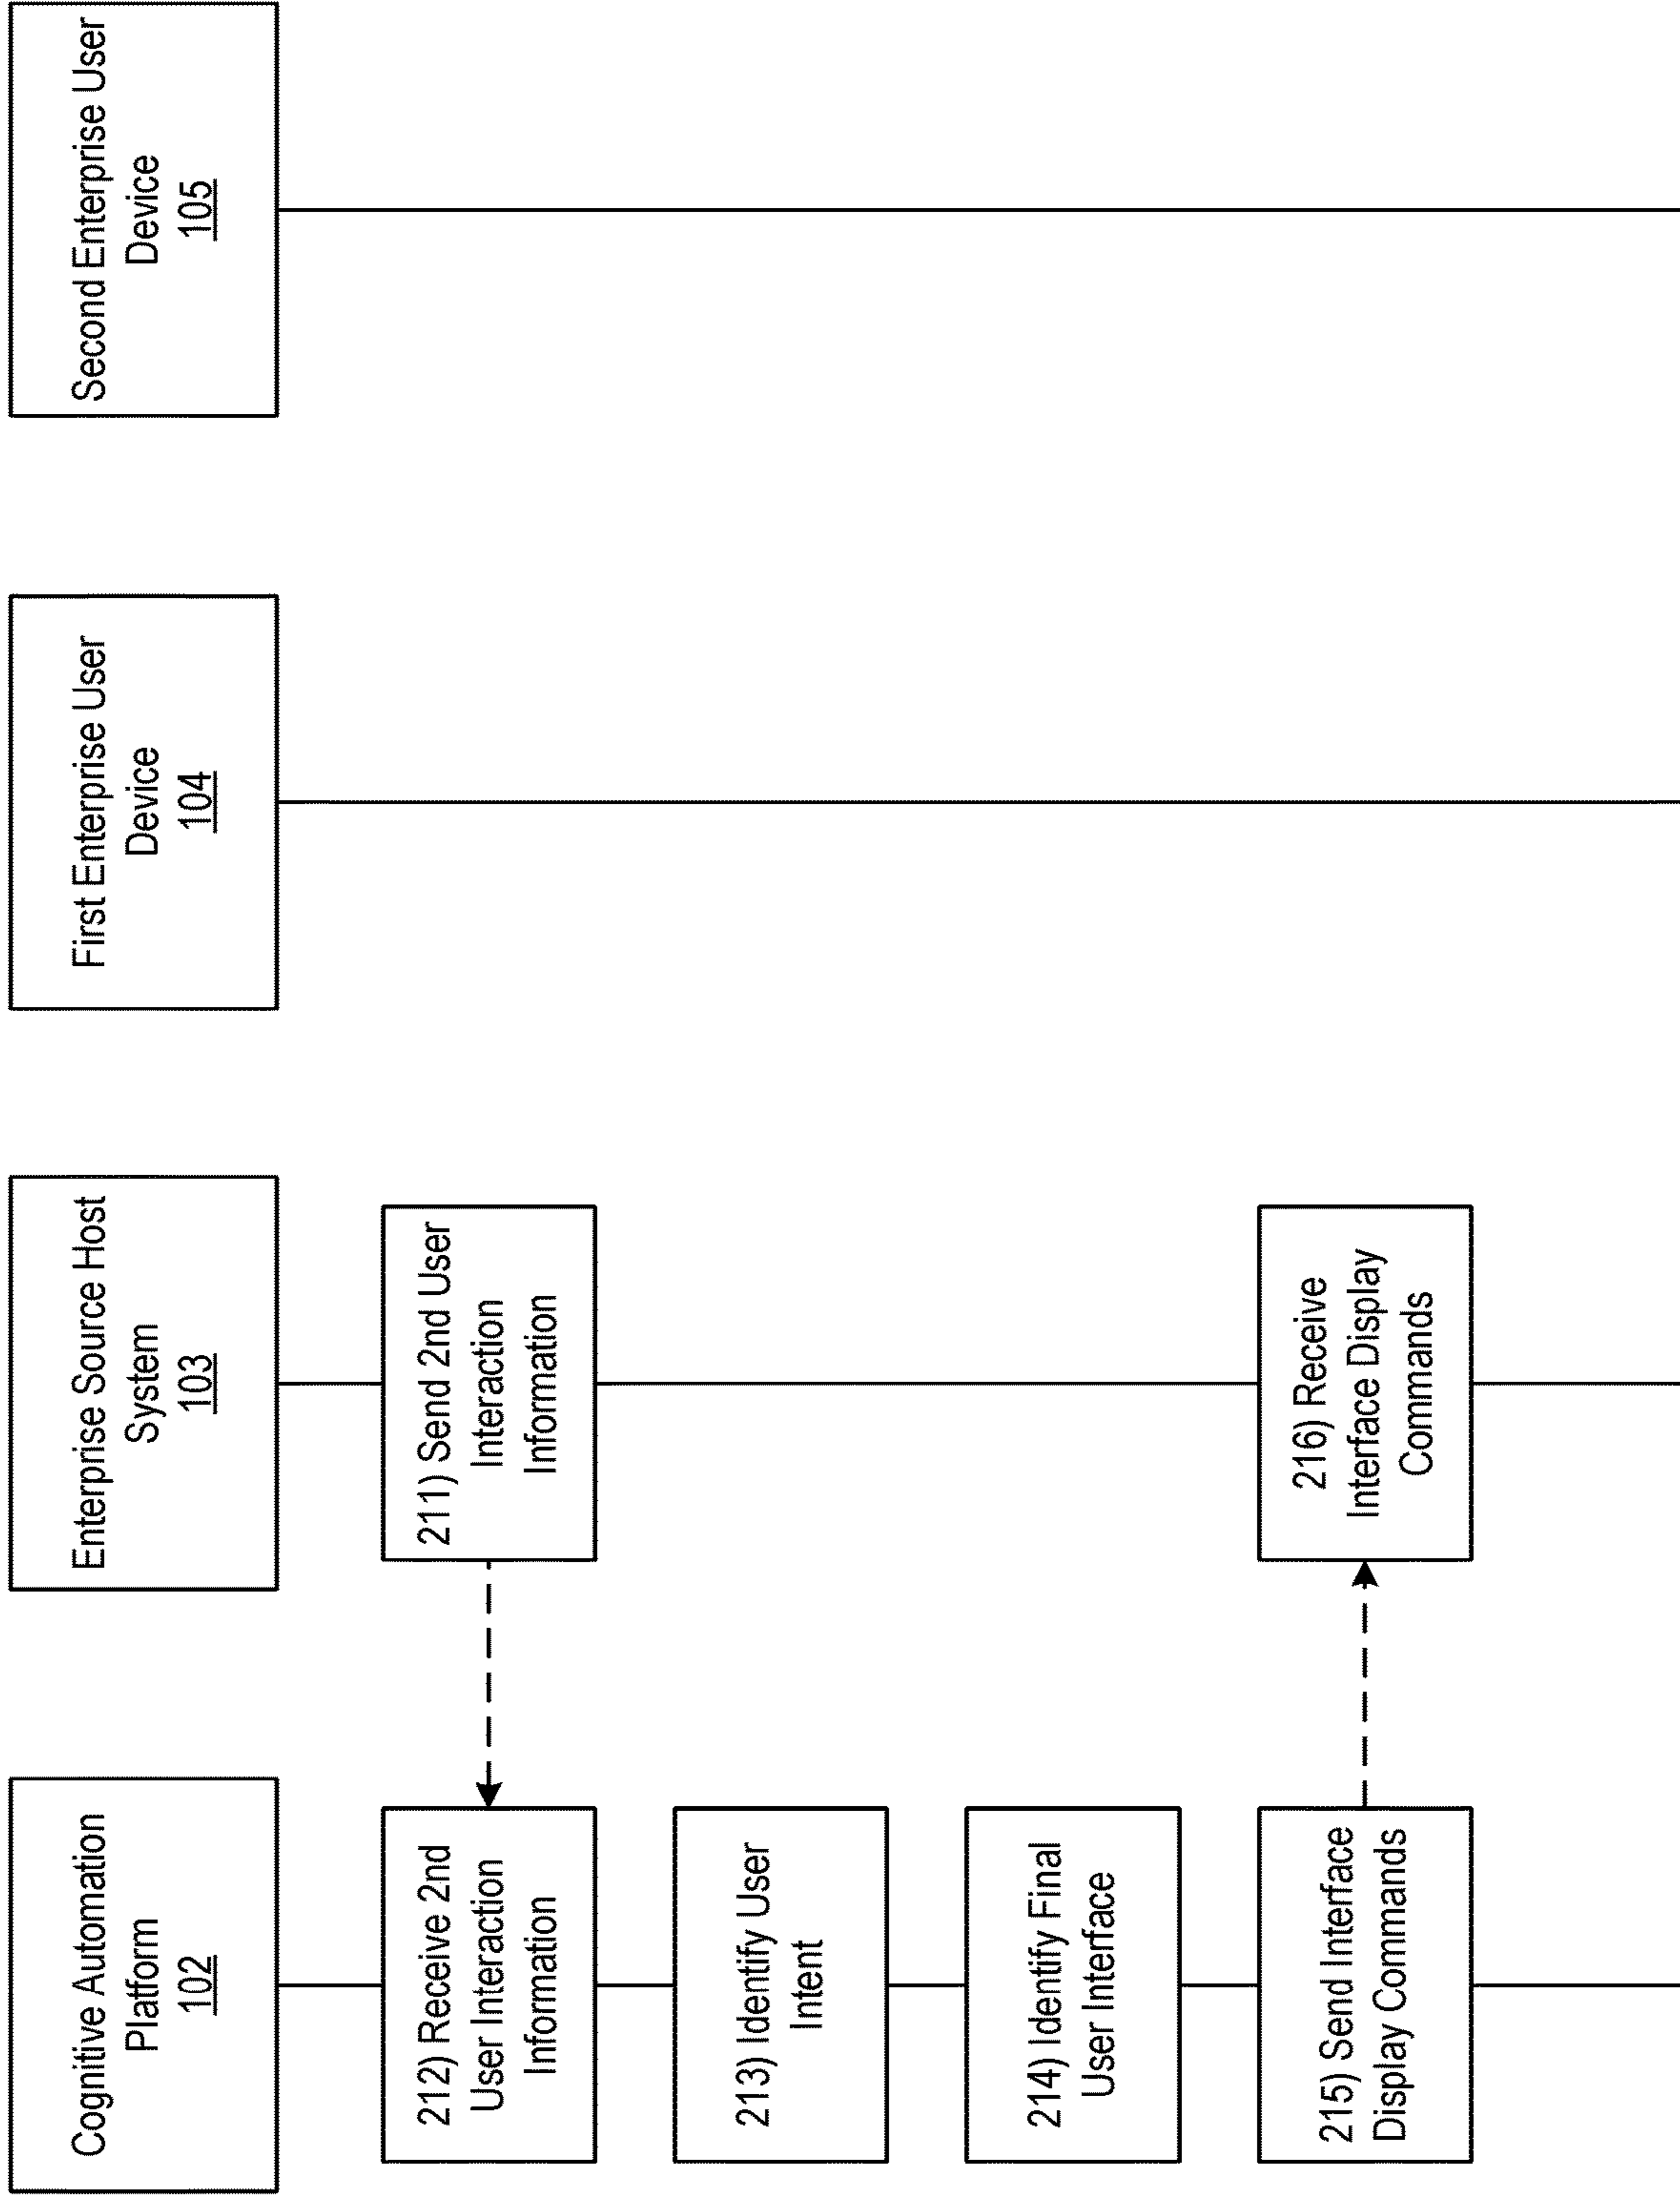 Cognitive Automation
Platform
102
Enterprise Source Host
System
103
First Enterprise User
Device
104
Second Enterprise User
Device
105
211) Send 2nd User
Interaction
Information
212) Receive 2nd
User Interaction
Information
213) Identify User
Intent
214) Identify Final
User Interface
215) Send Interface
Display Commands
216) Receive
Interface Display
Commands